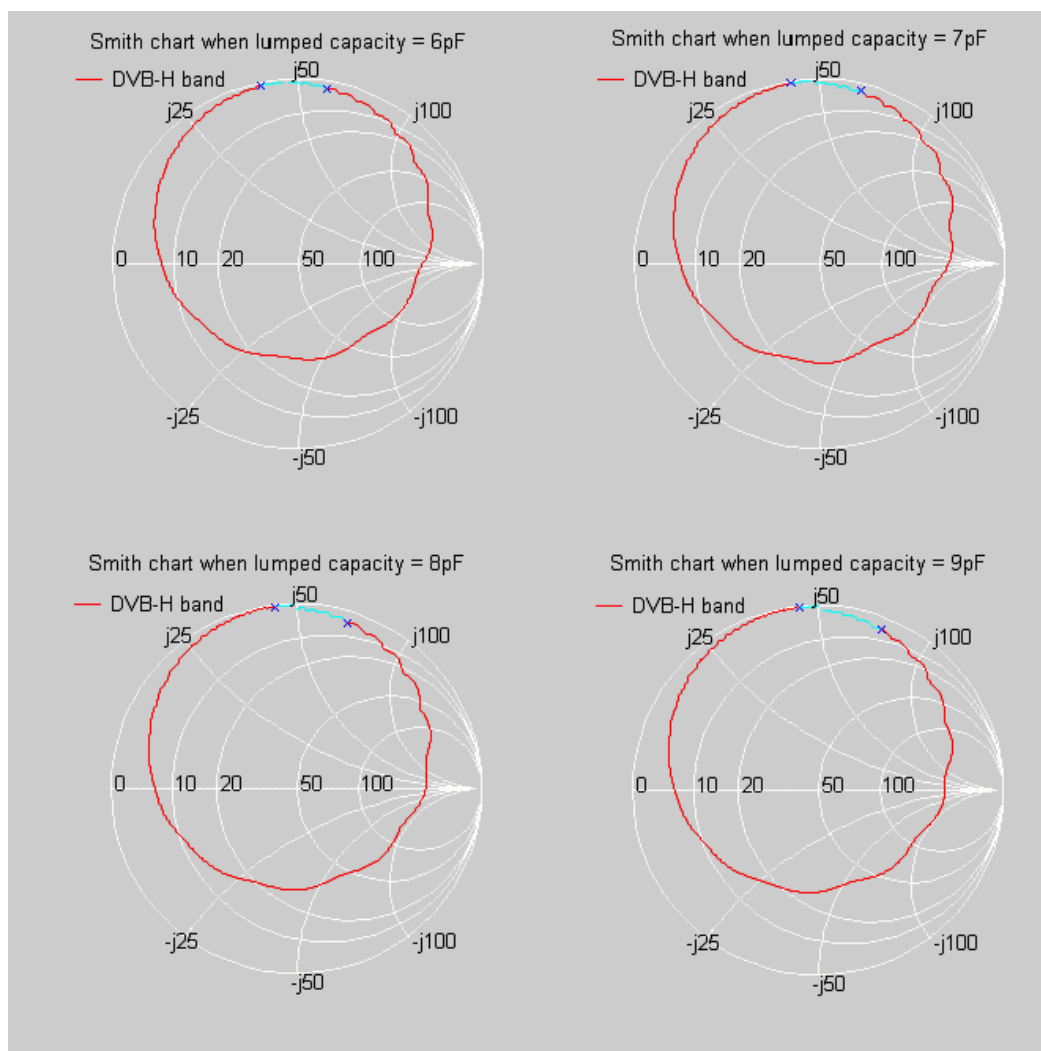 Smith chart when lumped capacity = 6pF
DVB-H band
j50
j25
j100
0
10
20
50
100
-j25
-j100
-j50
Smith chart when lumped capacity = 7pF
DVB-H band
j50
j25
j100
0
10
20
50
100
-j25
-j100
-j50
Smith chart when lumped capacity = 8pF
DVB-H band
j50
j25
j100
0
10
20
50
100
-j25
-j100
-j50
Smith chart when lumped capacity = 9pF
DVB-H band
j50
j25
j100
0
10
20
50
100
-j25
-j100
-j50